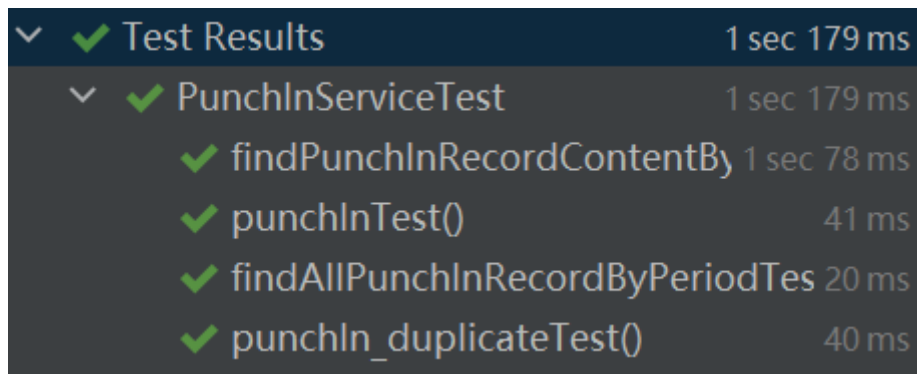 Test Results 1 sec 179 ms
PunchInServiceTest 1 sec 179 ms
findPunchInRecordContentBy 1 sec 78 ms
punchInTest() 41 ms
findAllPunchInRecordByPeriodTes 20 ms
punchIn_duplicateTest() 40 ms